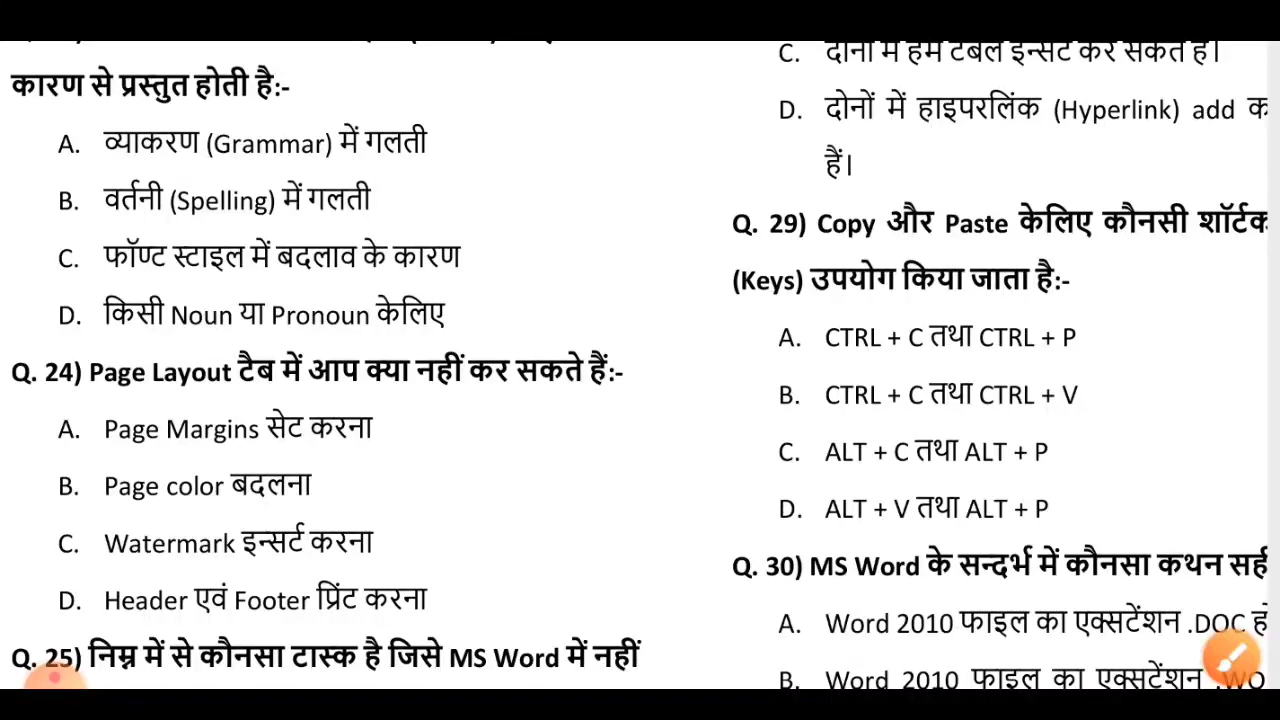 कारण से प्रस्तुत होती है:-
A. व्याकरण (Grammar) में गलती
B. वर्तनी (Spelling) में गलती
C. फॉण्ट स्टाइल में बदलाव के कारण
D. किसी Noun या Pronoun केलिए
Q. 24) Page Layout टैब में आप क्या नहीं कर सकते हैं:-
A. Page Margins सेट करना
B. Page color बदलना
C. Watermark इन्सर्ट करना
D. Header एवं Footer प्रिंट करना
Q. 25) निम्न में से कौनसा टास्क है जिसे MS Word में नहीं
C. दोनों में हम टेबल इन्सर्ट कर सकते हैं।
D. दोनों में हाइपरलिंक (Hyperlink) add क
हैं।
Q. 29) Copy और Paste केलिए कौनसी शॉर्टक
(Keys) उपयोग किया जाता है:-
A. CTRL + C तथा CTRL + P
B. CTRL + C तथा CTRL + V
C. ALT + C तथा ALT + P
D. ALT + V तथा ALT + P
Q. 30) MS Word के सन्दर्भ में कौनसा कथन सही
A. Word 2010 फाइल का एक्सटेंशन .DOC
B. Word 2010 फाइल का एक्सटेंशन